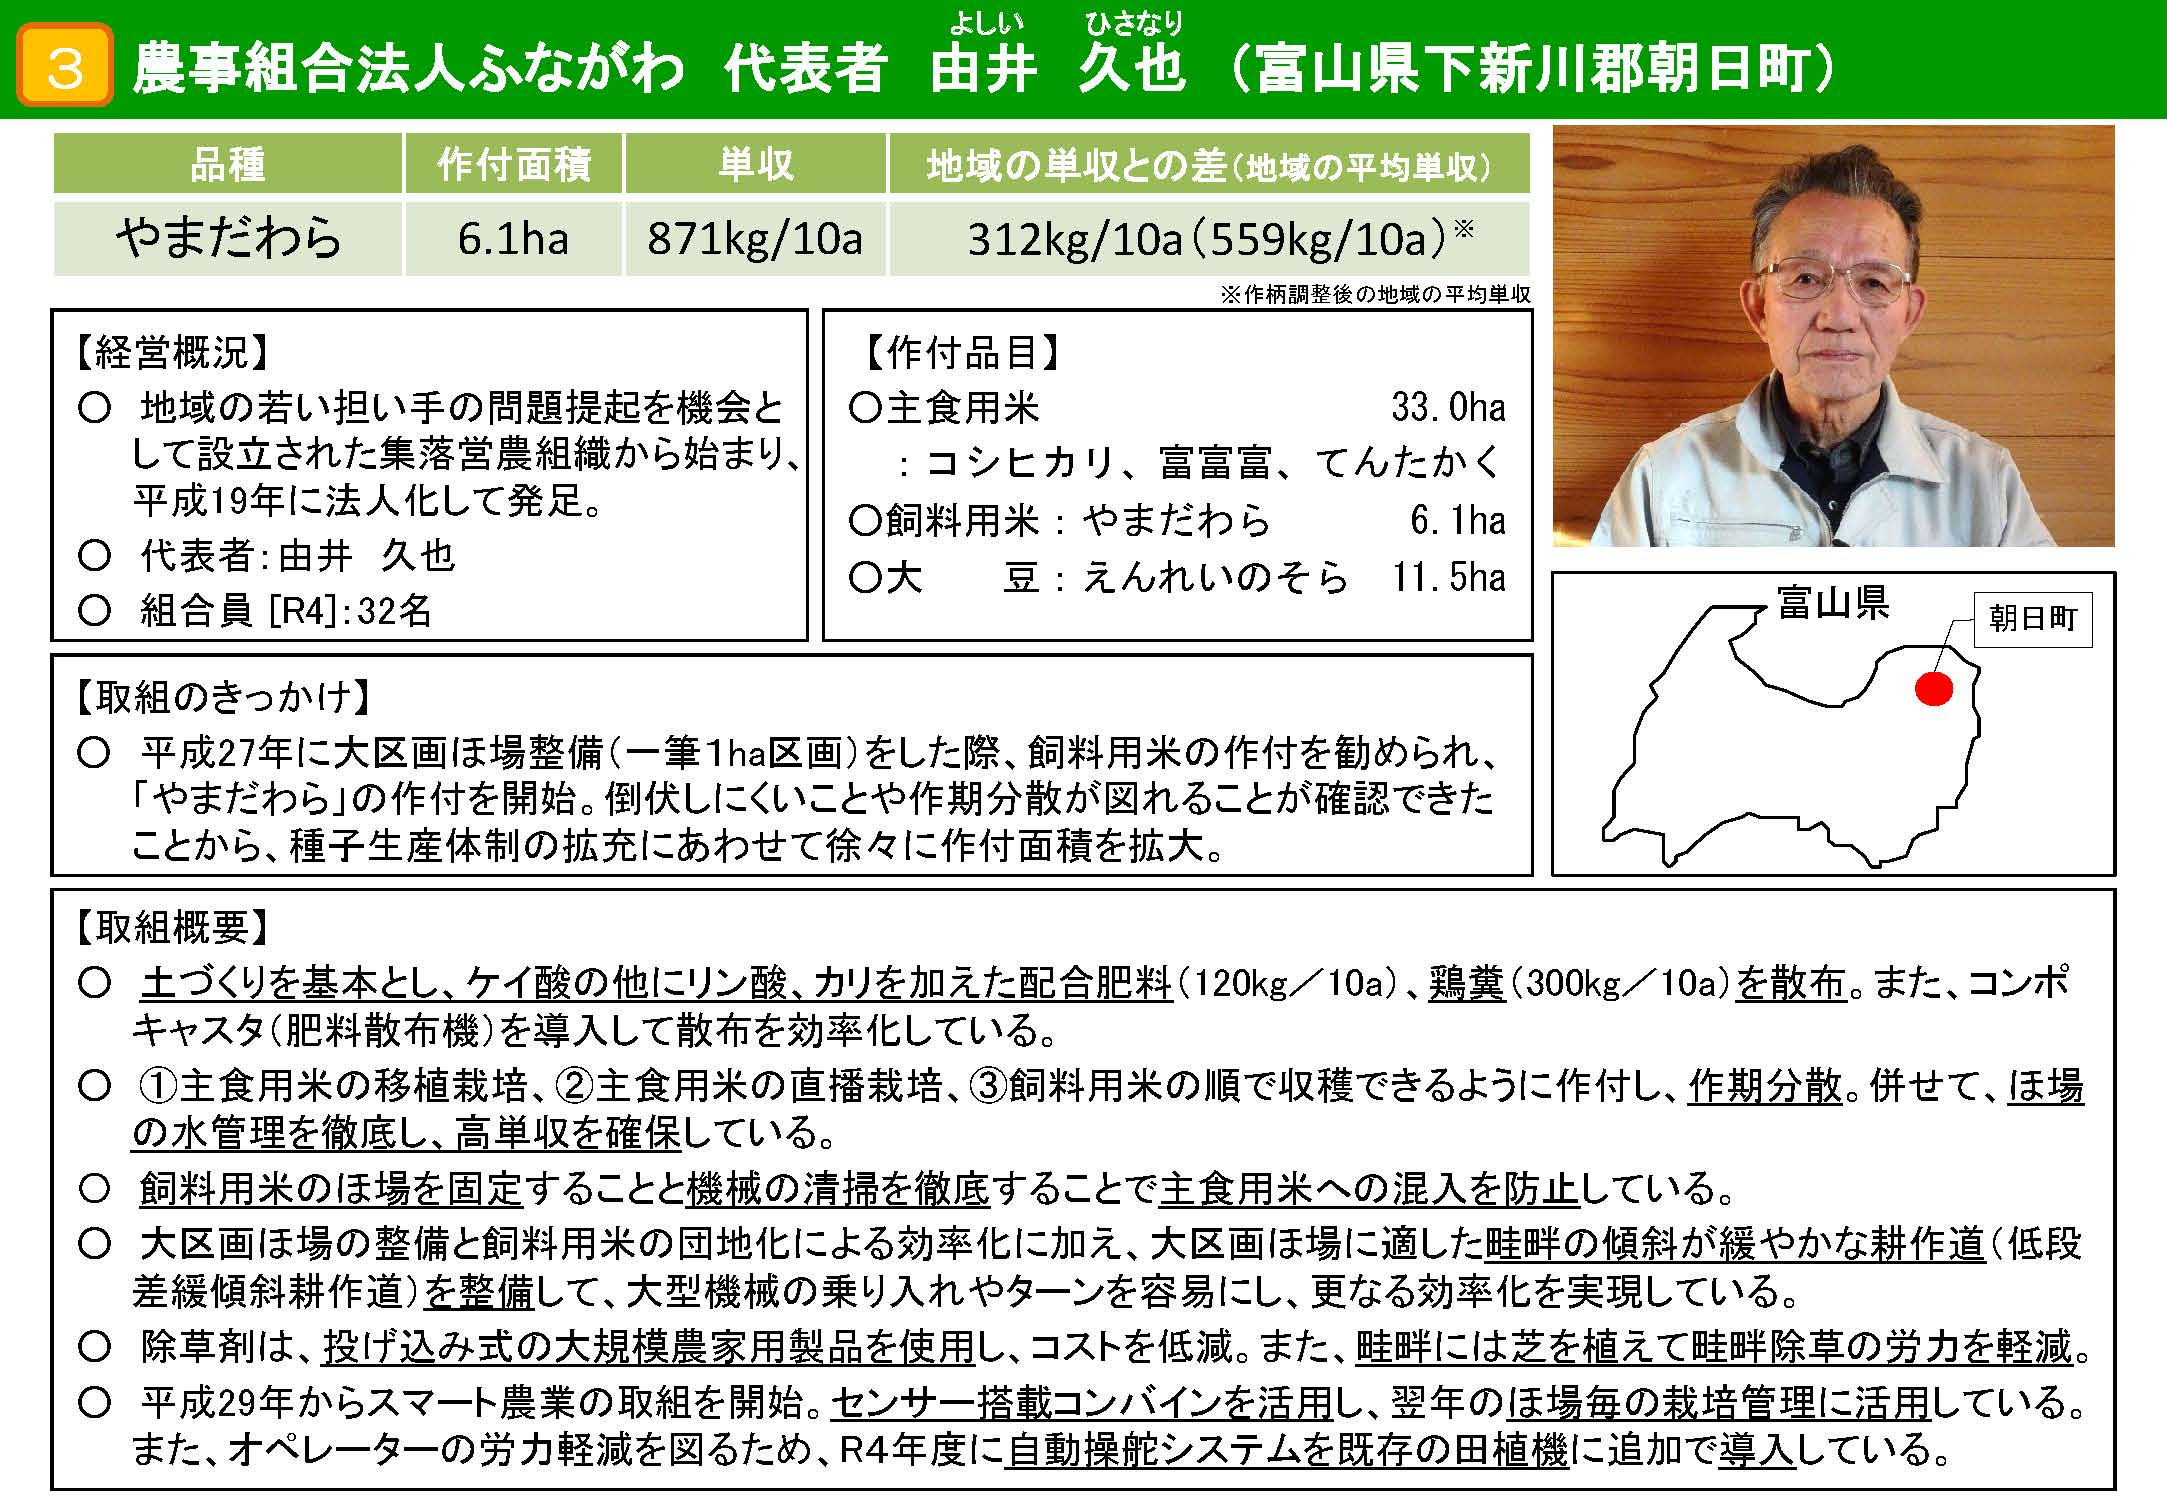 よしい ひさなり
3 農事組合法人ふながわ 代表者 由井 久也 （富山県下新川郡朝日町）
品種 作付面積 単収 地域の単収との差（地域の平均単収）
やまだわら 6.1ha 871kg/10a 312kg/10a（559kg/10a）※
※作柄調整後の地域の平均単収
【経営概況】
○ 地域の若い担い手の問題提起を機会と
して設立された集落営農組織から始まり、
平成19年に法人化して発足。
○ 代表者：由井 久也
○ 組合員 [R4]：32名
【作付品目】
○主食用米 33.0ha
：コシヒカリ、富富富、てんたかく
○飼料用米：やまだわら 6.1ha
○大 豆：えんれいのそら 11.5ha
富山県
朝日町
【取組のきっかけ】
○ 平成27年に大区画ほ場整備（一筆１ha区画）をした際、飼料用米の作付を勧められ、
「やまだわら」の作付を開始。倒伏しにくいことや作期分散が図れることが確認できた
ことから、種子生産体制の拡充にあわせて徐々に作付面積を拡大。
【取組概要】
○ 土づくりを基本とし、ケイ酸の他にリン酸、カリを加えた配合肥料（120kg／10a）、鶏糞（300kg／10a）を散布。また、コンポ
キャスタ（肥料散布機）を導入して散布を効率化している。
○ ①主食用米の移植栽培、②主食用米の直播栽培、③飼料用米の順で収穫できるように作付し、作期分散。併せて、ほ場
の水管理を徹底し、高単収を確保している。
○ 飼料用米のほ場を固定することと機械の清掃を徹底することで主食用米への混入を防止している。
○ 大区画ほ場の整備と飼料用米の団地化による効率化に加え、大区画ほ場に適した畦畔の傾斜が緩やかな耕作道（低段
差緩傾斜耕作道）を整備して、大型機械の乗り入れやターンを容易にし、更なる効率化を実現している。
○ 除草剤は、投げ込み式の大規模農家用製品を使用し、コストを低減。また、畦畔には芝を植えて畦畔除草の労力を軽減。
○ 平成29年からスマート農業の取組を開始。センサー搭載コンバインを活用し、翌年のほ場毎の栽培管理に活用している。
また、オペレーターの労力軽減を図るため、R４年度に自動操舵システムを既存の田植機に追加で導入している。